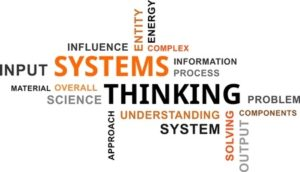 ENERGY
ENTITY
INFLUENCE COMPLEX
INPUT SYSTEMS INFORMATION
PROCESS
MATERIAL OVERALL
SCIENCE THINKING PROBLEM
APPROACH UNDERSTANDING SOLVING COMPONENTS
SYSTEM OUTPUT